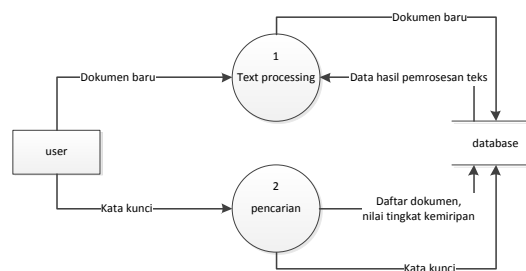 Dokumen baru
1
Text processing
Dokumen baru
Data hasil pemrosesan teks
user
database
2
pencarian
Kata kunci
Daftar dokumen,
nilai tingkat kemiripan
Kata kunci